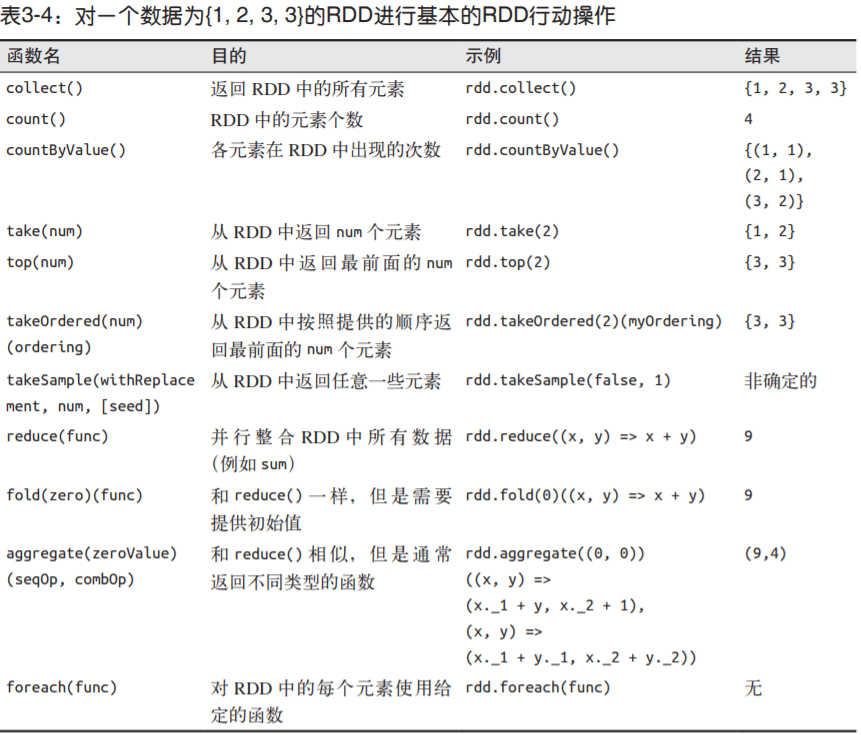 表3-4：对一个数据为{1, 2, 3, 3}的RDD进行基本的RDD行动操作
函数名 目的 示例 结果
collect() 返回 RDD 中的所有元素 rdd.collect() {1, 2, 3, 3}
count() RDD 中的元素个数 rdd.count() 4
countByValue() 各元素在 RDD 中出现的次数 rdd.countByValue() {(1, 1),
(2, 1),
(3, 2)}
take(num) 从 RDD 中返回 num 个元素 rdd.take(2) {1, 2}
top(num) 从 RDD 中返回最前面的 num rdd.top(2) {3, 3}
个元素
takeOrdered(num) 从 RDD 中按照提供的顺序返 rdd.takeOrdered(2)(myOrdering) {3, 3}
(ordering) 回最前面的 num 个元素
takeSample(withReplace 从 RDD 中返回任意一些元素 rdd.takeSample(false, 1) 非确定的
ment, num, [seed])
reduce(func) 并行整合 RDD 中所有数据 rdd.reduce((x, y) => x + y) 9
（例如 sum）
fold(zero)(func) 和 reduce() 一样，但是需要 rdd.fold(0)((x, y) => x + y) 9
提供初始值
aggregate(zeroValue) 和 reduce() 相似，但是通常 rdd.aggregate((0, 0)) (9,4)
(seqOp, combOp) 返回不同类型的函数 ((x, y) =>
(x._1 + y, x._2 + 1),
(x, y) =>
(x._1 + y._1, x._2 + y._2))
foreach(func) 对 RDD 中的每个元素使用给 rdd.foreach(func) 无
定的函数